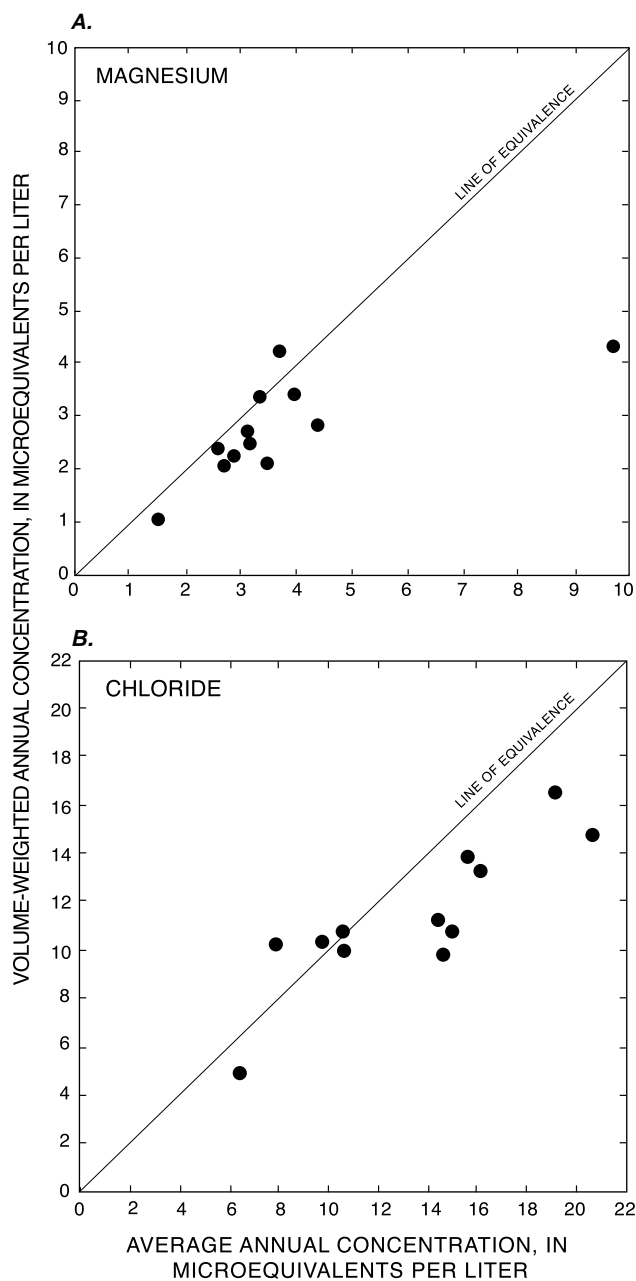 A.
MAGNESIUM
LINE OF EQUIVALENCE
10
9
8
7
6
5
4
3
2
1
0
0 1 2 3 4 5 6 7 8 9 10
VOLUME-WEIGHTED ANNUAL CONCENTRATION, IN MICROEQUIVALENTS PER LITER
B.
CHLORIDE
LINE OF EQUIVALENCE
22
20
18
16
14
12
10
8
6
4
2
0
0 2 4 6 8 10 12 14 16 18 20 22
AVERAGE ANNUAL CONCENTRATION, IN
MICROEQUIVALENTS PER LITER